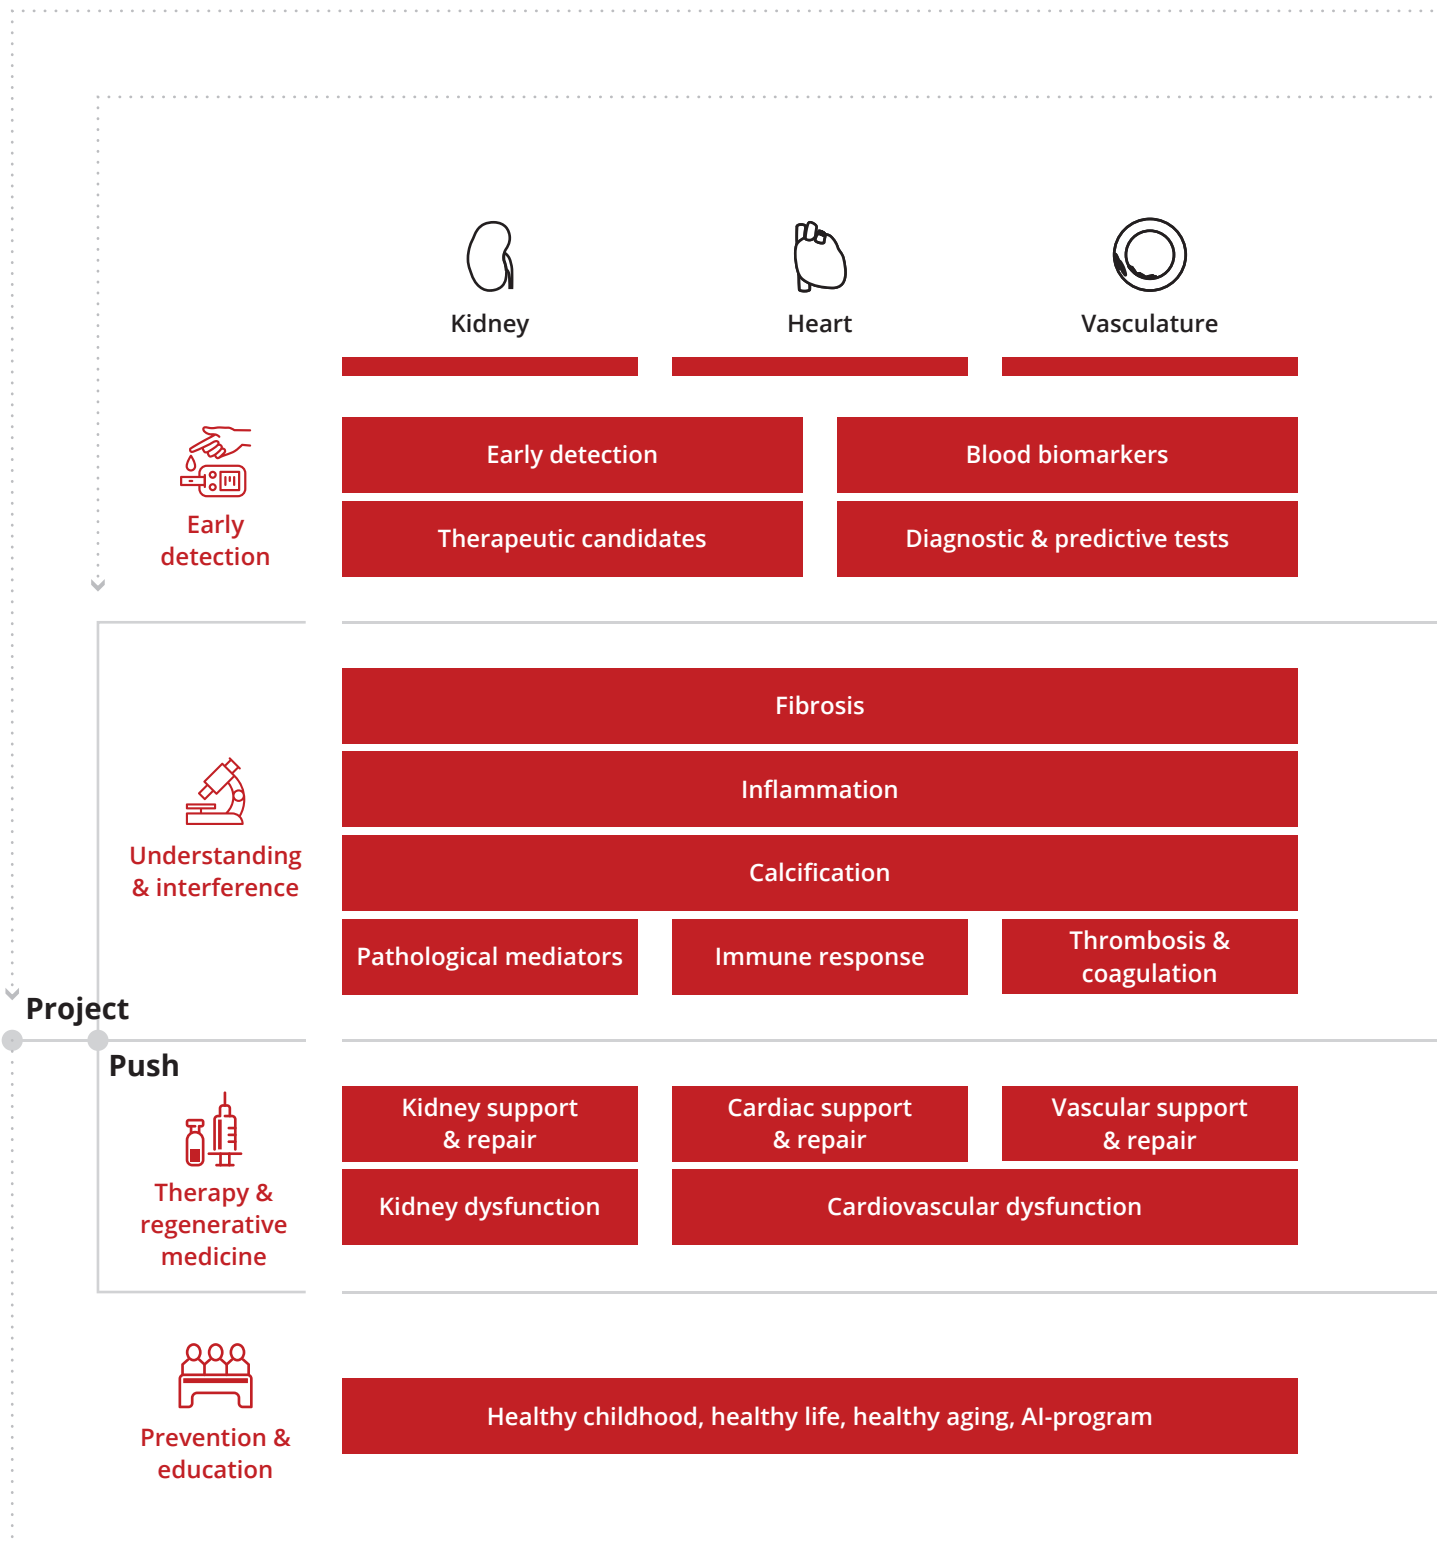 Kidney
Heart
Vasculature
Early
detection
Early detection
Blood biomarkers
Therapeutic candidates
Diagnostic & predictive tests
Understanding
& interference
Fibrosis
Inflammation
Calcification
Pathological mediators
Immune response
Thrombosis &
coagulation
Project
Push
Therapy &
regenerative
medicine
Kidney support
& repair
Cardiac support
& repair
Vascular support
& repair
Kidney dysfunction
Cardiovascular dysfunction
Prevention &
education
Healthy childhood, healthy life, healthy aging, AI-program